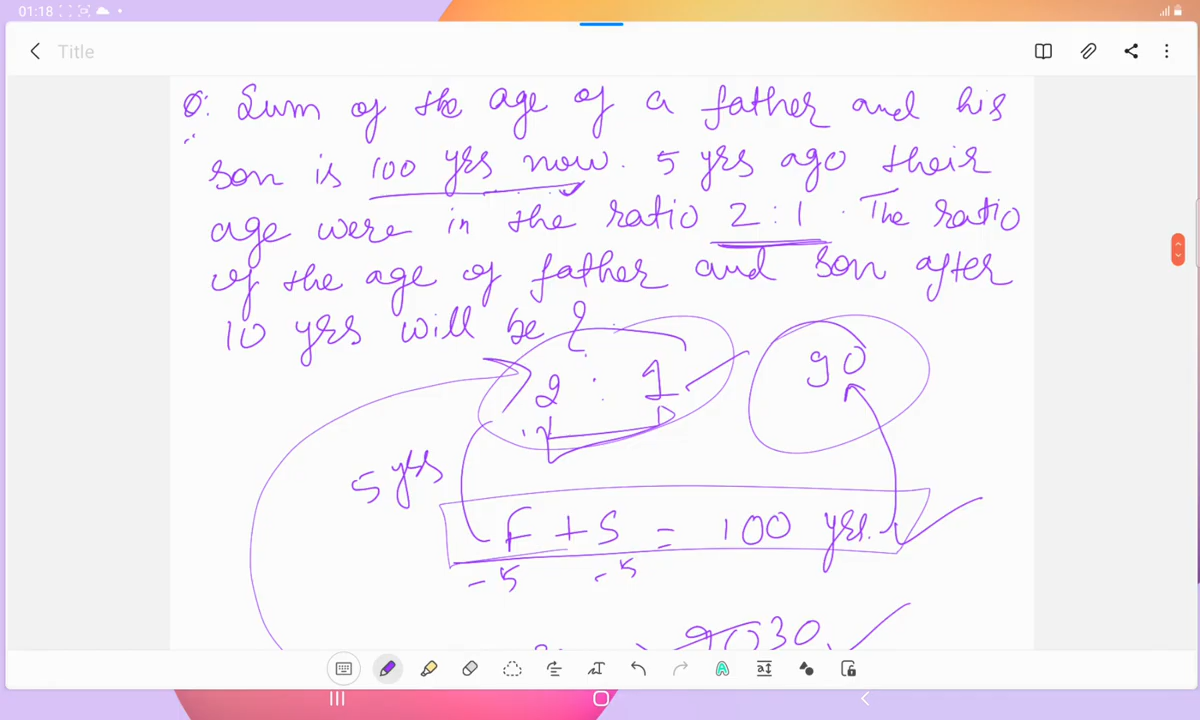 01:18
Title
Q: Sum of the age of a father and his
son is 100 yrs now. 5 yrs ago their
age were in the ratio 2:1. The ratio
of the age of father and son after
10 yrs will be?
2 : 1 90
5 yrs
F + S = 100 yrs.
-5 -5
30